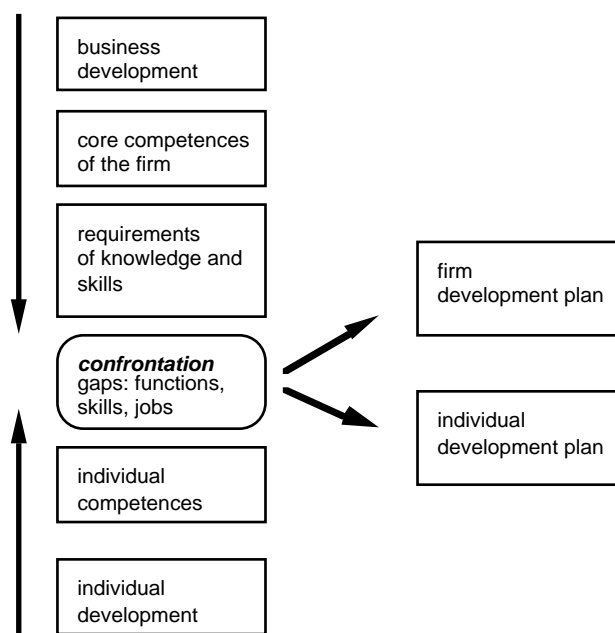 business
development
core competences
of the firm
requirements
of knowledge and
skills
confrontation
gaps: functions,
skills, jobs
individual
competences
individual
development
firm
development plan
individual
development plan